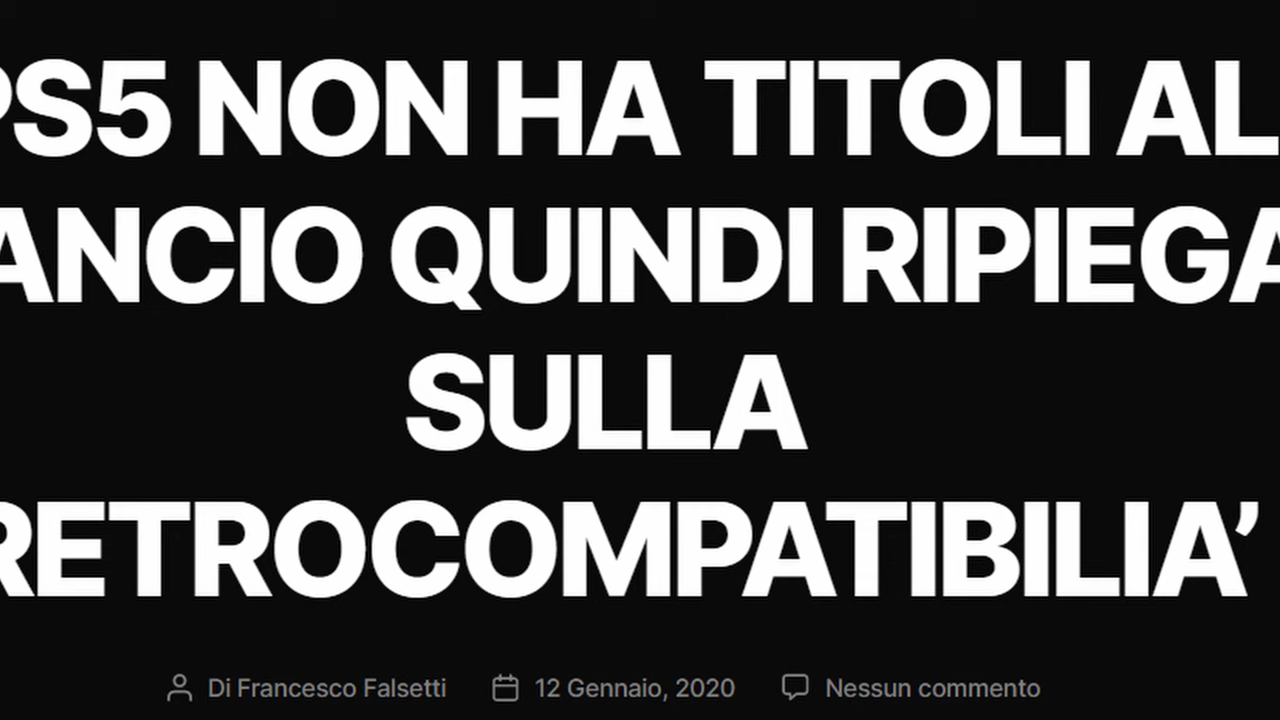 PS5 NON HA TITOLI AL
ANCIO QUINDI RIPIEGA
SULLA
RETROCOMPATIBILIA’
Di Francesco Falsetti 12 Gennaio, 2020 Nessun commento